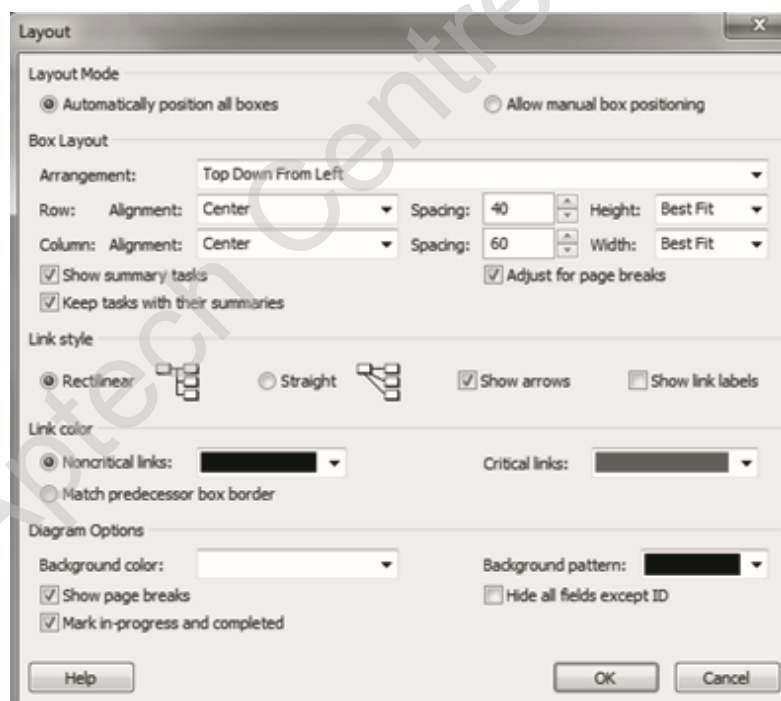 Layout
Layout Mode
Automatically position all boxes Allow manual box positioning
Box Layout
Arrangement: Top Down From Left
Row: Alignment: Center Spacing: 40 Height: Best Fit
Column: Alignment: Center Spacing: 60 Width: Best Fit
Show summary tasks Adjust for page breaks
Keep tasks with their summaries
Link style
Rectilinear Straight Show arrows Show link labels
Link color
Noncritical links: Critical links:
Match predecessor box border
Diagram Options
Background color: Background pattern:
Show page breaks Hide all fields except ID
Mark in-progress and completed
Help OK Cancel
Aptech Centre